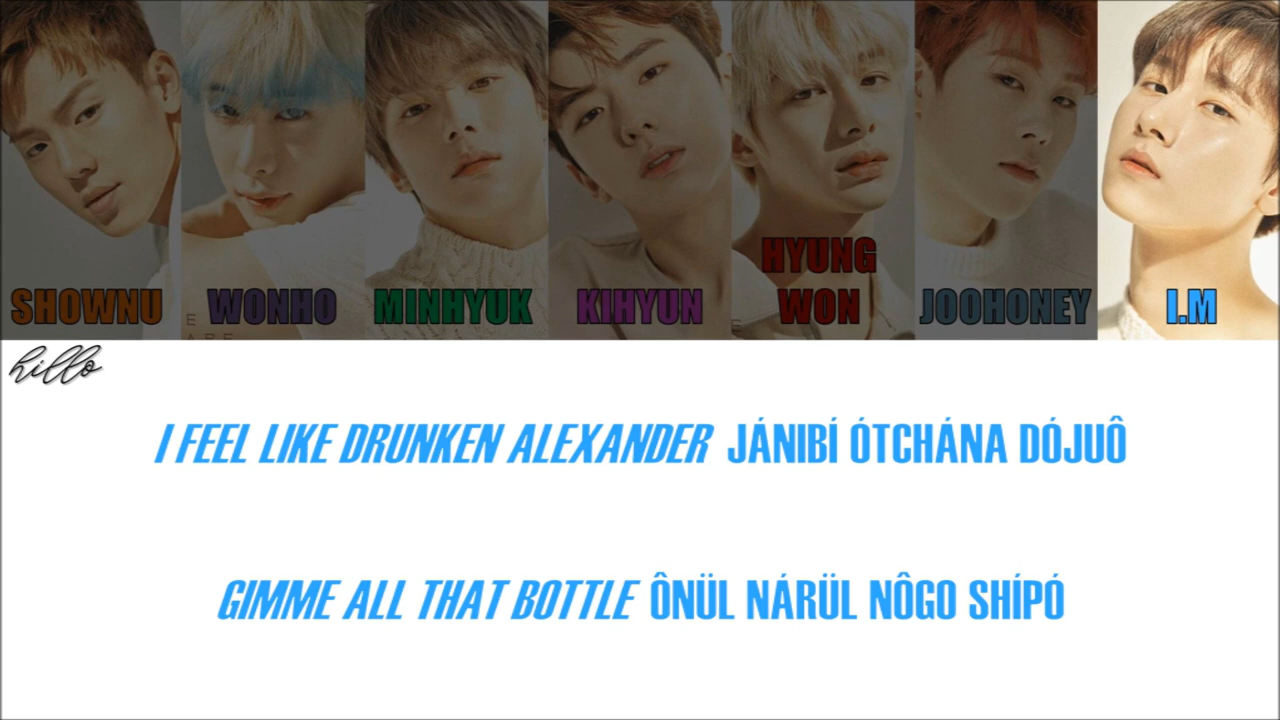 SHOWNU
WONHO
MINHYUK
KIHYUN
HYUNG
WON
JOOHONEY
I.M
E
ARE
E
hillo
I FEEL LIKE DRUNKEN ALEXANDER JÁNIBÍ ÓTCHÁNA DÓJUÔ
GIMME ALL THAT BOTTLE ÔNÜL NÁRÜL NÔGO SHÍPÓ